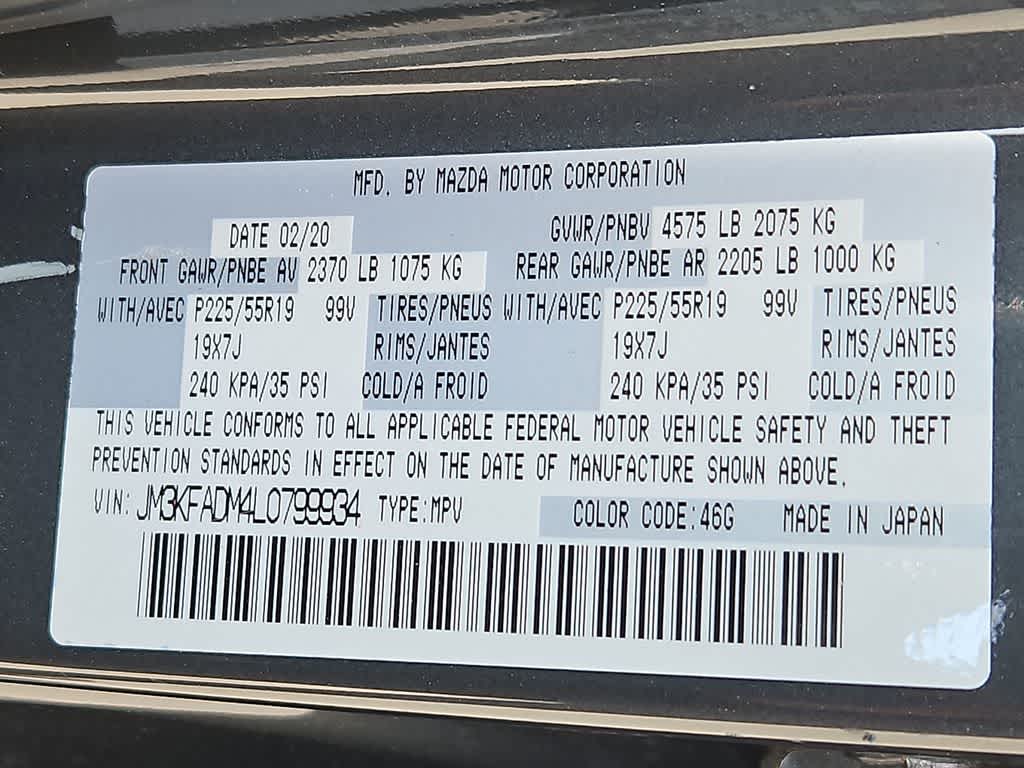 MFD. BY MAZDA MOTOR CORPORATION
DATE 02/20 GVWR/PNBV 4575 LB 2075 KG
FRONT GAWR/PNBE AV 2370 LB 1075 KG REAR GAWR/PNBE AR 2205 LB 1000 KG
WITH/AVEC P225/55R19 99V TIRES/PNEUS WITH/AVEC P225/55R19 99V TIRES/PNEUS
19X7J RIMS/JANTES 19X7J RIMS/JANTES
240 KPA/35 PSI COLD/A FROID 240 KPA/35 PSI COLD/A FROID
THIS VEHICLE CONFORMS TO ALL APPLICABLE FEDERAL MOTOR VEHICLE SAFETY AND THEFT
PREVENTION STANDARDS IN EFFECT ON THE DATE OF MANUFACTURE SHOWN ABOVE.
VIN: JM3KFADM4L0799934 TYPE:MPV COLOR CODE:46G MADE IN JAPAN